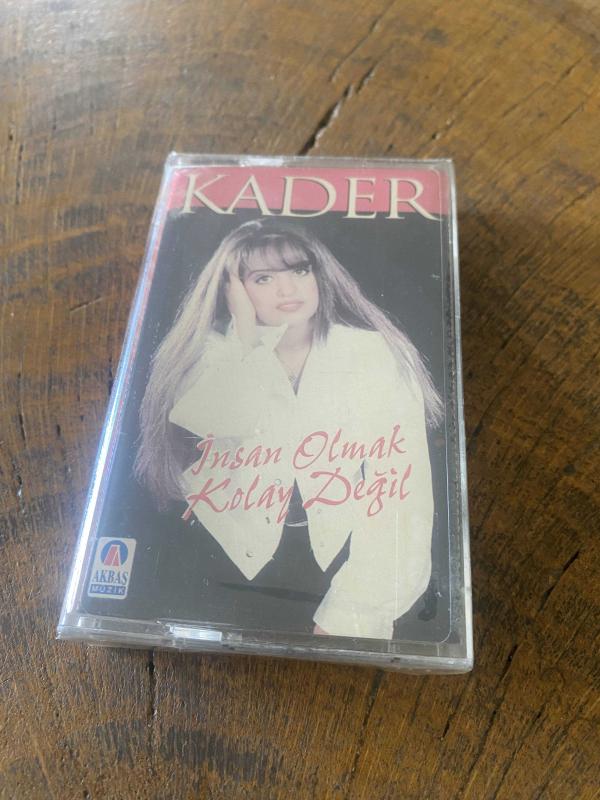 KADER
İnsan Olmak
Kolay Değil
AKBAŞ
MÜZİK